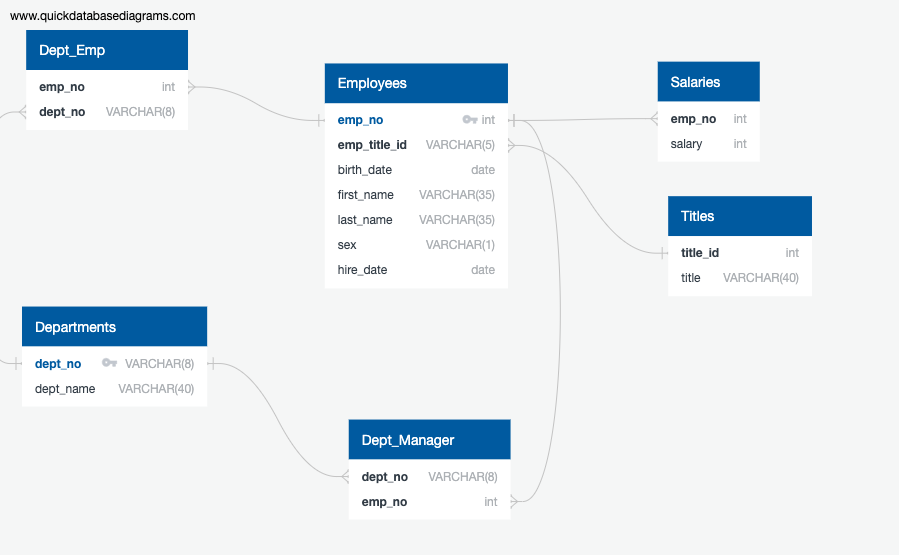 www.quickdatabasediagrams.com
Dept_Emp
emp_no int
dept_no VARCHAR(8)
Employees
emp_no int
emp_title_id VARCHAR(5)
birth_date date
first_name VARCHAR(35)
last_name VARCHAR(35)
sex VARCHAR(1)
hire_date date
Salaries
emp_no int
salary int
Titles
title_id int
title VARCHAR(40)
Departments
dept_no VARCHAR(8)
dept_name VARCHAR(40)
Dept_Manager
dept_no VARCHAR(8)
emp_no int